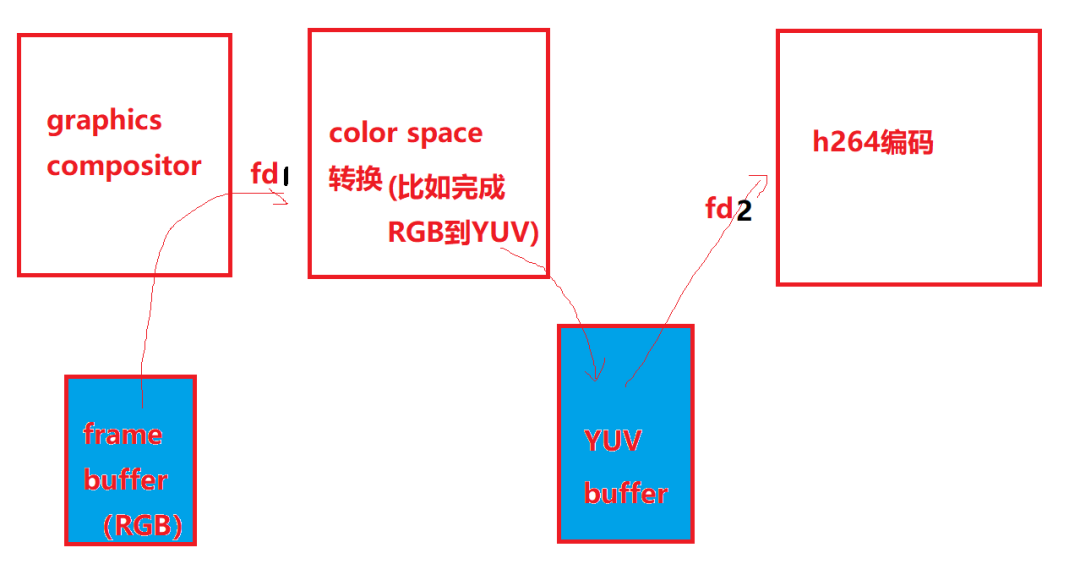 graphics
compositor
fd1
color space
转换(比如完成
RGB到YUV)
fd2
h264编码
frame
buffer
(RGB)
YUV
buffer